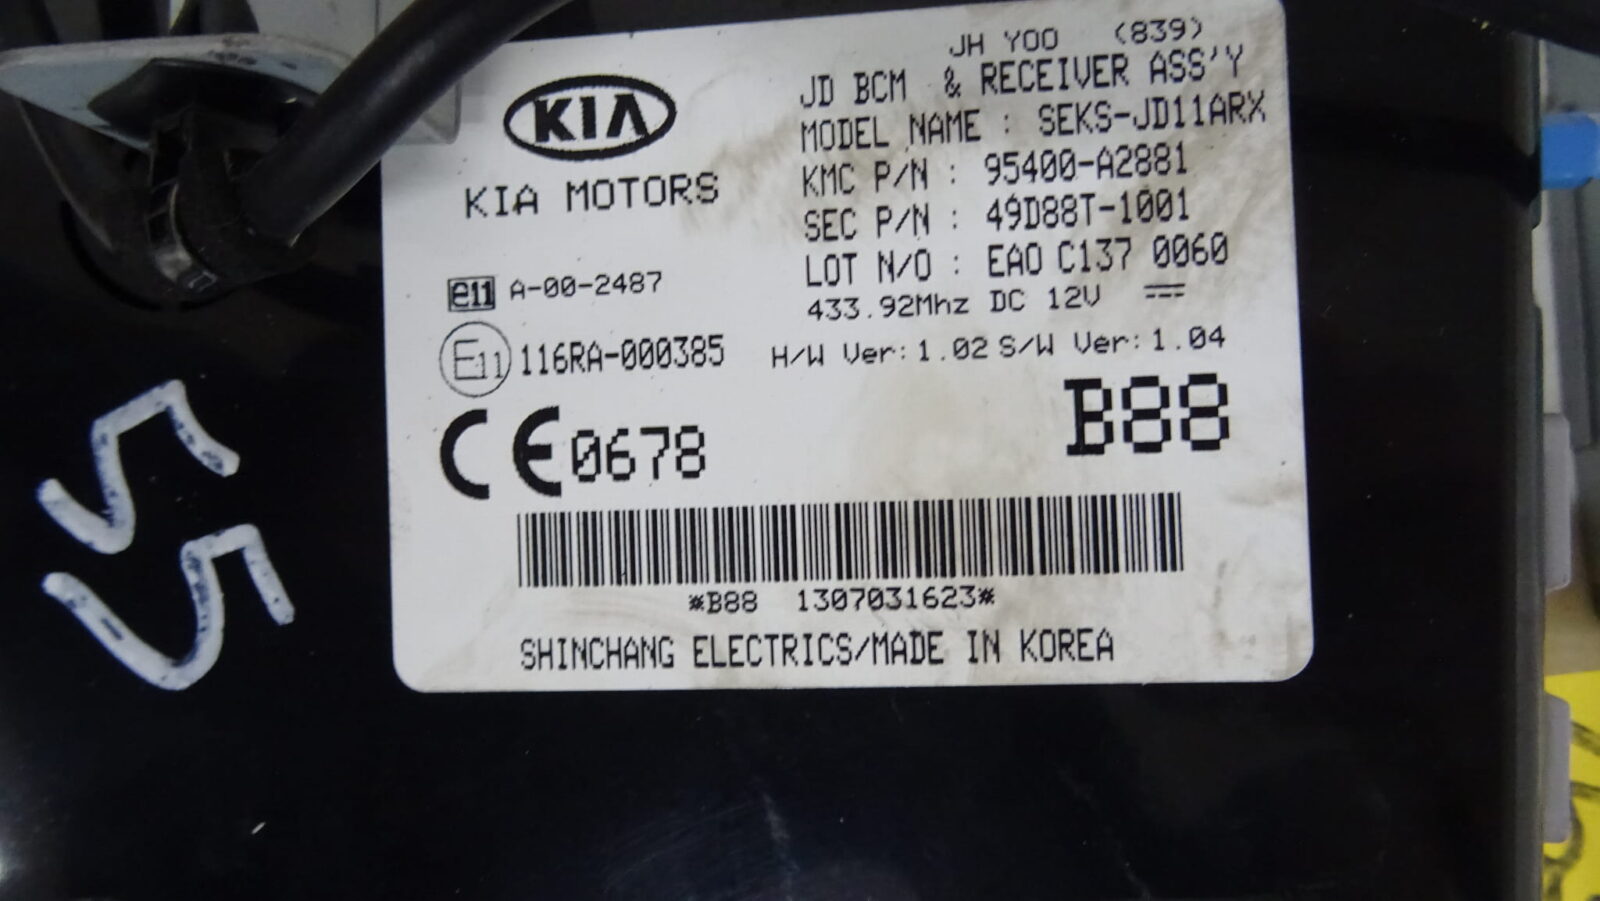 JH YOO (839)
JD BCM & RECEIVER ASS'Y
MODEL NAME : SEKS-JD11ARX
KMC P/N : 95400-A2881
SEC P/N : 49D88T-1001
LOT N/O : EAO C137 0060
433.92Mhz DC 12V
H/W Ver: 1.02 S/W Ver: 1.04
KIA
KIA MOTORS
e11 A-00-2487
E11 116RA-000385
CE 0678
B88
*B88 1307031623*
SHINCHANG ELECTRICS/MADE IN KOREA
55